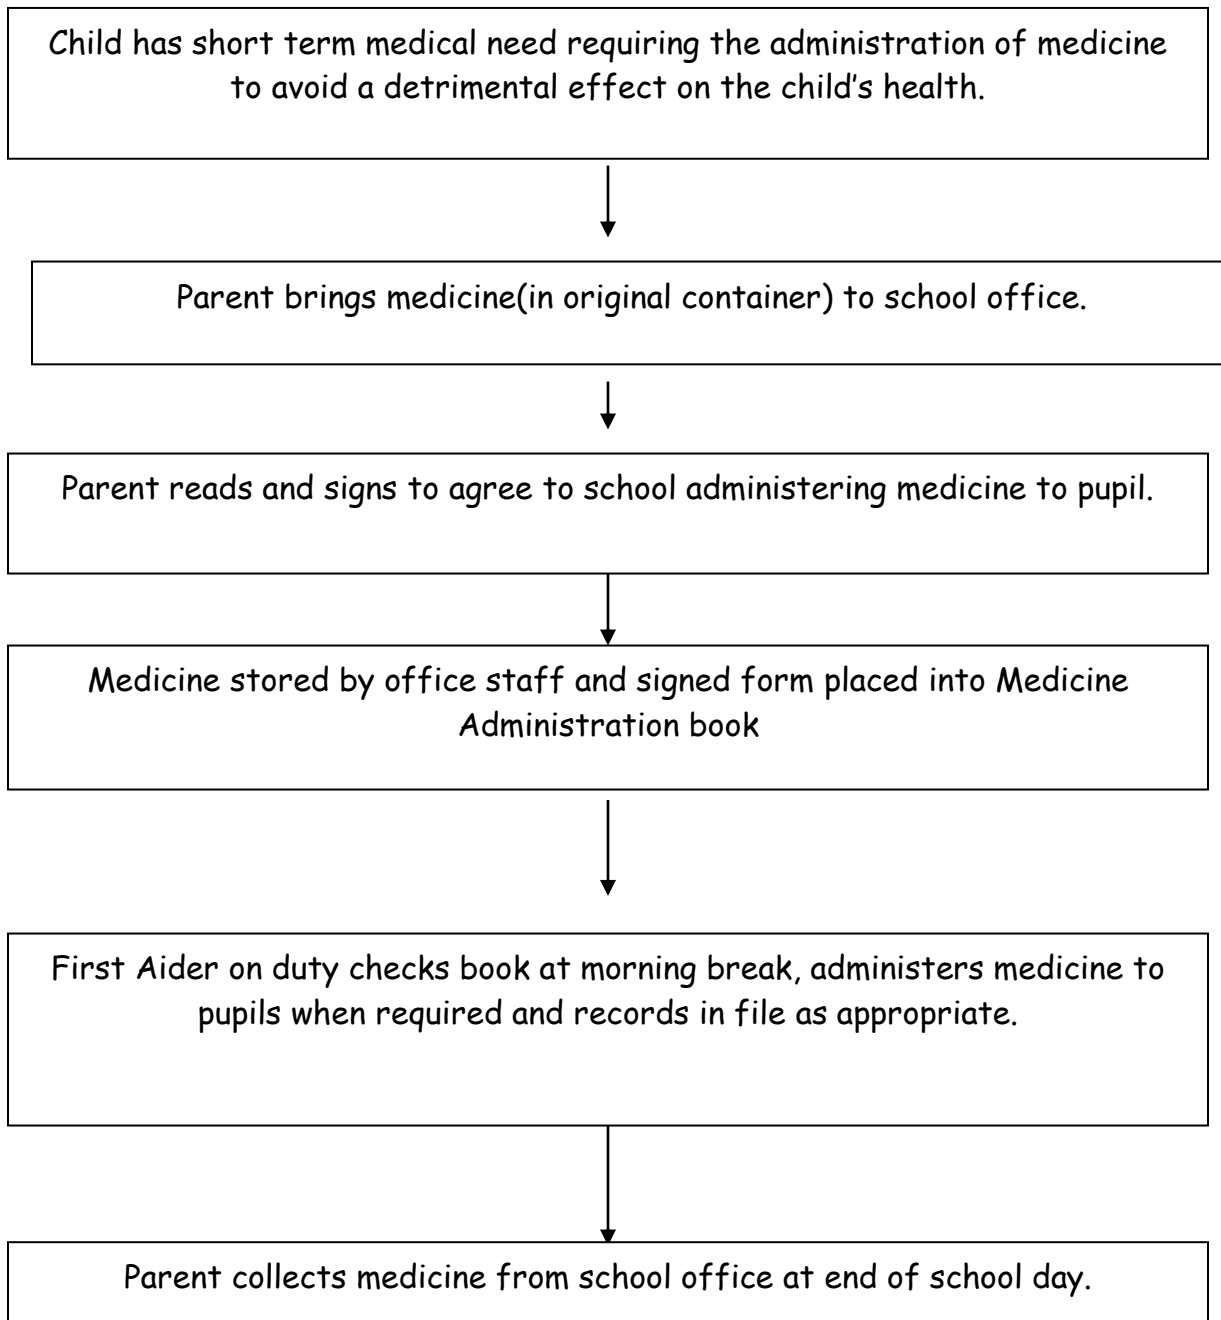 Child has short term medical need requiring the administration of medicine
to avoid a detrimental effect on the child's health.
Parent brings medicine(in original container) to school office.
Parent reads and signs to agree to school administering medicine to pupil.
Medicine stored by office staff and signed form placed into Medicine
Administration book
First Aider on duty checks book at morning break, administers medicine to
pupils when required and records in file as appropriate.
Parent collects medicine from school office at end of school day.